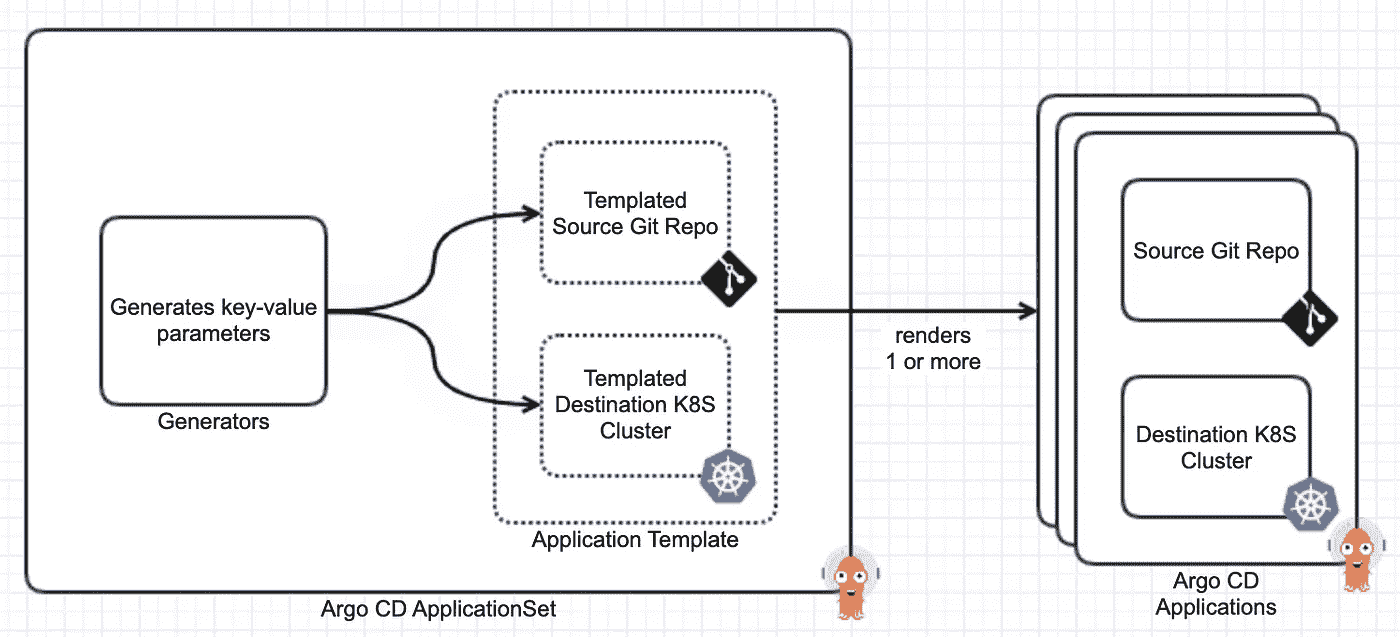 Generates key-value
parameters
Generators
Templated
Source Git Repo
Templated
Destination K8S
Cluster
Application Template
Argo CD ApplicationSet
renders
1 or more
Source Git Repo
Destination K8S
Cluster
Argo CD
Applications